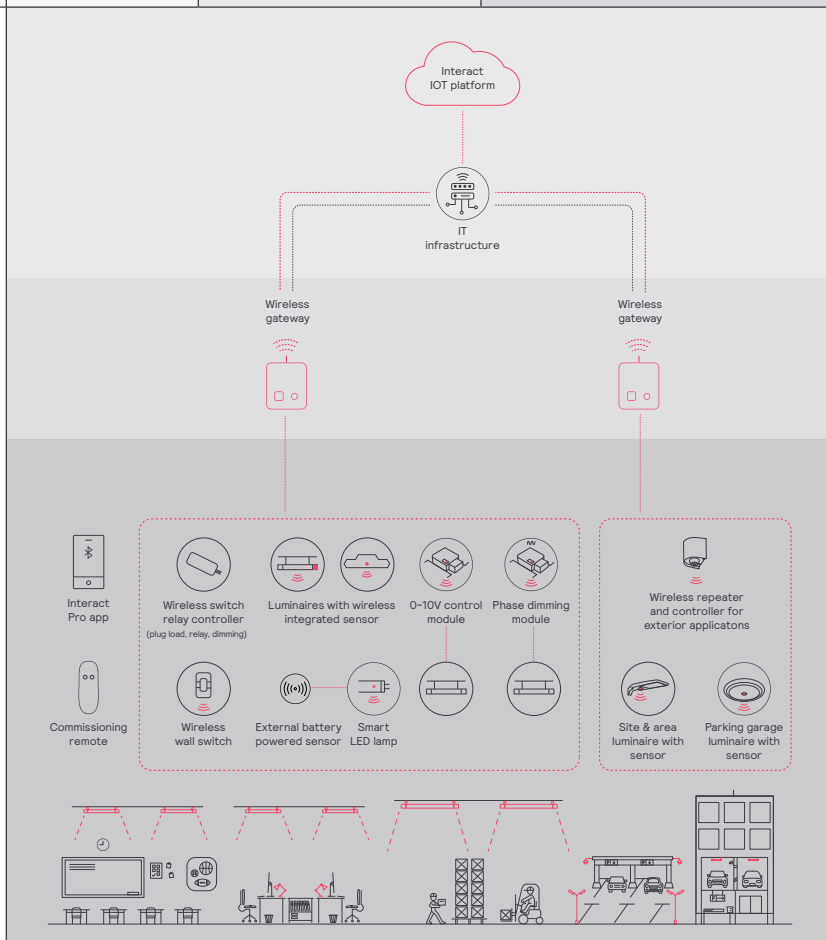 Interact
IOT platform
IT
infrastructure
Wireless
gateway
Wireless
gateway
Interact
Pro app
Wireless switch
relay controller
(plug load, relay, dimming)
Luminaires with wireless
integrated sensor
0–10V control
module
Phase dimming
module
Wireless repeater
and controller for
exterior applicatons
Commissioning
remote
Wireless
wall switch
External battery
powered sensor
Smart
LED lamp
Site & area
luminaire with
sensor
Parking garage
luminaire with
sensor